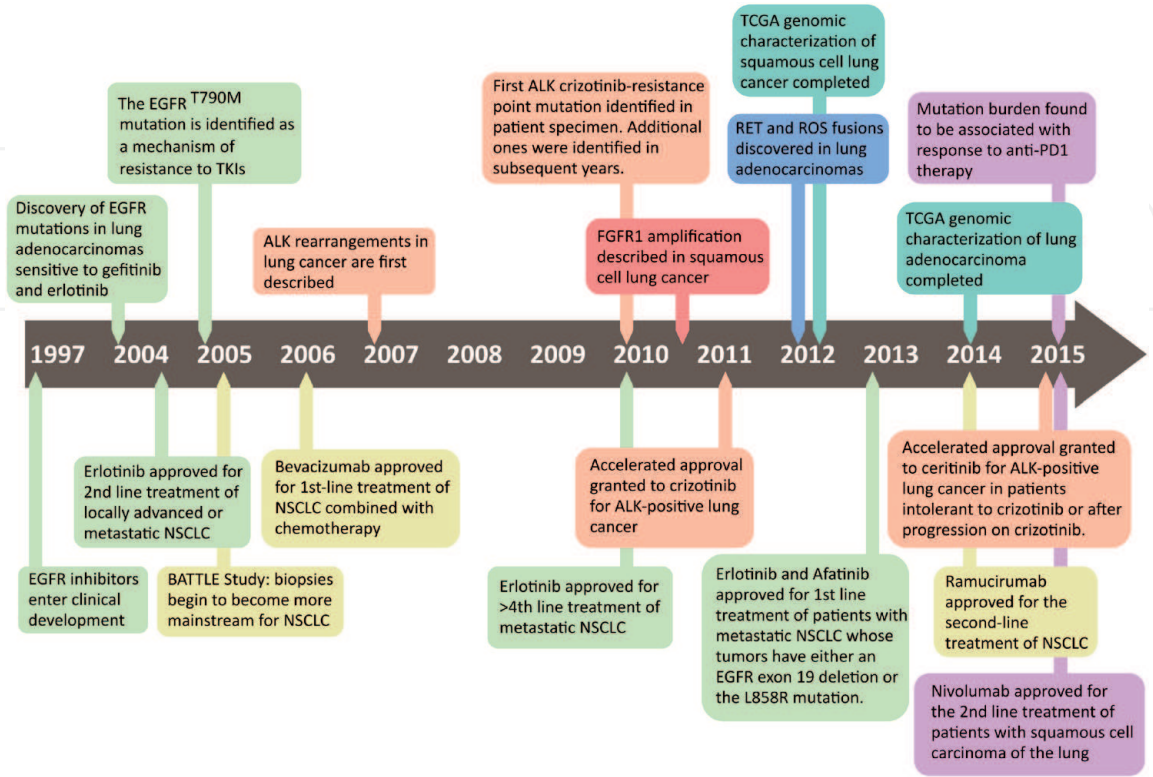 TCGA genomic
characterization of
squamous cell lung
cancer completed
The EGFR T790M
mutation is identified as
a mechanism of
resistance to TKIs
First ALK crizotinib-resistance
point mutation identified in
patient specimen. Additional
ones were identified in
subsequent years.
RET and ROS fusions
discovered in lung
adenocarcinomas
Mutation burden found
to be associated with
response to anti-PD1
therapy
Discovery of EGFR
mutations in lung
adenocarcinomas
sensitive to gefitinib
and erlotinib
ALK rearrangements in
lung cancer are first
described
FGFR1 amplification
described in squamous
cell lung cancer
TCGA genomic
characterization of lung
adenocarcinoma
completed
1997 2004 2005 2006 2007 2008 2009 2010 2011 2012 2013 2014 2015
Erlotinib approved for
2nd line treatment of
locally advanced or
metastatic NSCLC
Bevacizumab approved
for 1st-line treatment of
NSCLC combined with
chemotherapy
Accelerated approval
granted to crizotinib
for ALK-positive lung
cancer
Accelerated approval granted
to ceritinib for ALK-positive
lung cancer in patients
intolerant to crizotinib or after
progression on crizotinib.
EGFR inhibitors
enter clinical
development
BATTLE Study: biopsies
begin to become more
mainstream for NSCLC
Erlotinib approved for
>4th line treatment of
metastatic NSCLC
Erlotinib and Afatinib
approved for 1st line
treatment of patients with
metastatic NSCLC whose
tumors have either an
EGFR exon 19 deletion or
the L858R mutation.
Ramucirumab
approved for the
second-line
treatment of NSCLC
Nivolumab approved for
the 2nd line treatment of
patients with squamous cell
carcinoma of the lung